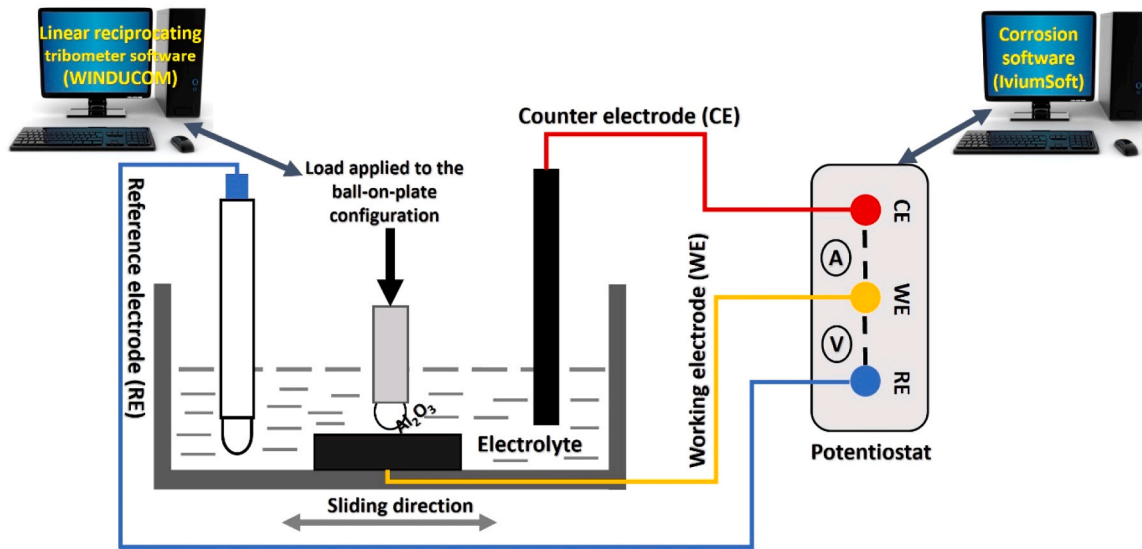 Linear reciprocating
tribometer software
(WINDUCOM)
Corrosion
software
(IviumSoft)
Counter electrode (CE)
Load applied to the
ball-on-plate
configuration
Reference electrode (RE)
Working electrode (WE)
CE
A
WE
V
RE
Al₂O₃
Electrolyte
Potentiostat
Sliding direction